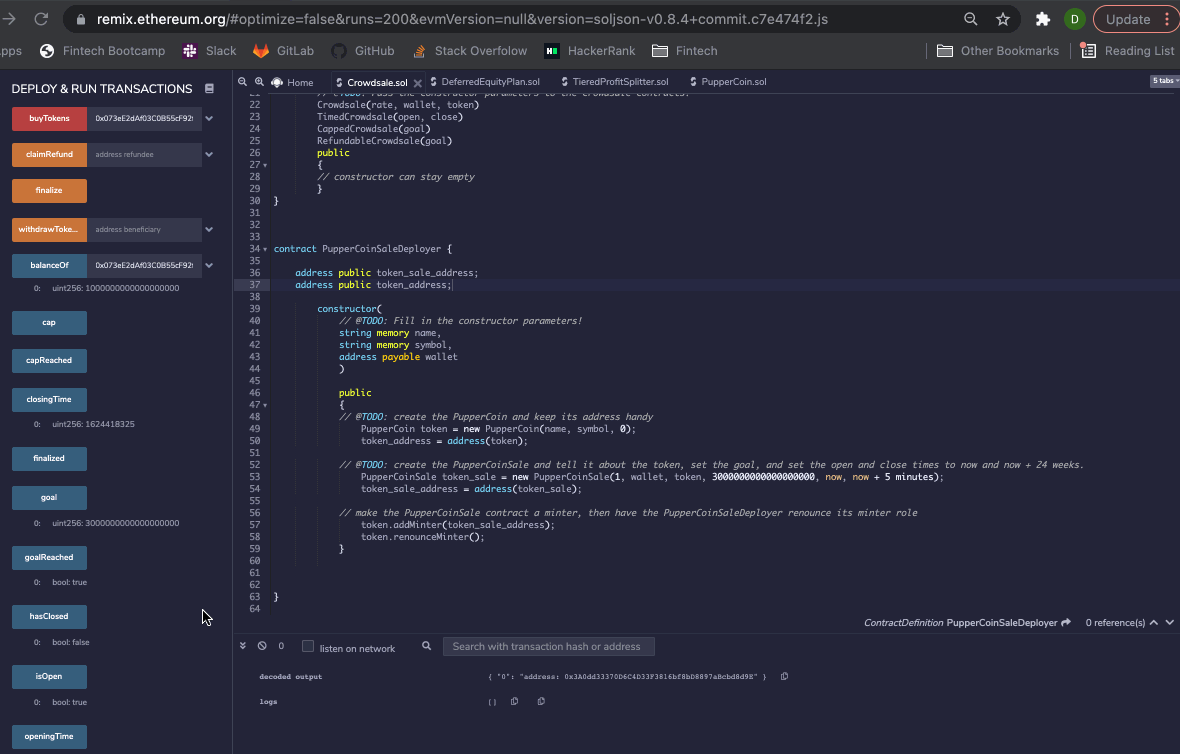 remix.ethereum.org/#optimize=false&runs=200&evmVersion=null&version=soljson-v0.8.4+commit.c7e474f2.js
D
Update
pps
Fintech Bootcamp
Slack
GitLab
GitHub
Stack Overfolow
HackerRank
Fintech
Other Bookmarks
Reading List
DEPLOY & RUN TRANSACTIONS
buyTokens 0x073eE2dAf03C0B55cF92
claimRefund address refundee
finalize
withdrawToke... address beneficiary
balanceOf 0x073eE2dAf03C0B55cF92
0: uint256: 1000000000000000000
cap
capReached
closingTime
0: uint256: 1624418325
finalized
goal
0: uint256: 3000000000000000000
goalReached
0: bool: true
hasClosed
0: bool: false
isOpen
0: bool: true
openingTime
Home
Crowdsale.sol
DeferredEquityPlan.sol
TieredProfitSplitter.sol
PupperCoin.sol
5 tabs
21 // @TODO: Pass the constructor parameters to the crowdsale contracts.
22 Crowdsale(rate, wallet, token)
23 TimedCrowdsale(open, close)
24 CappedCrowdsale(goal)
25 RefundableCrowdsale(goal)
26 public
27 {
28 // constructor can stay empty
29 }
30 }
31
32
33
34 contract PupperCoinSaleDeployer {
35
36 address public token_sale_address;
37 address public token_address;
38
39 constructor(
40 // @TODO: Fill in the constructor parameters!
41 string memory name,
42 string memory symbol,
43 address payable wallet
44 )
45
46 public
47 {
48 // @TODO: create the PupperCoin and keep its address handy
49 PupperCoin token = new PupperCoin(name, symbol, 0);
50 token_address = address(token);
51
52 // @TODO: create the PupperCoinSale and tell it about the token, set the goal, and set the open and close times to now and now + 24 weeks.
53 PupperCoinSale token_sale = new PupperCoinSale(1, wallet, token, 3000000000000000000, now, now + 5 minutes);
54 token_sale_address = address(token_sale);
55
56 // make the PupperCoinSale contract a minter, then have the PupperCoinSaleDeployer renounce its minter role
57 token.addMinter(token_sale_address);
58 token.renounceMinter();
59 }
60
61
62
63 }
64
ContractDefinition PupperCoinSaleDeployer 0 reference(s)
0 listen on network Search with transaction hash or address
decoded output { "0": "address: 0x3A0dd33370D6C4D33F3816bf8bD8897aBcbd8d9E" }
logs []